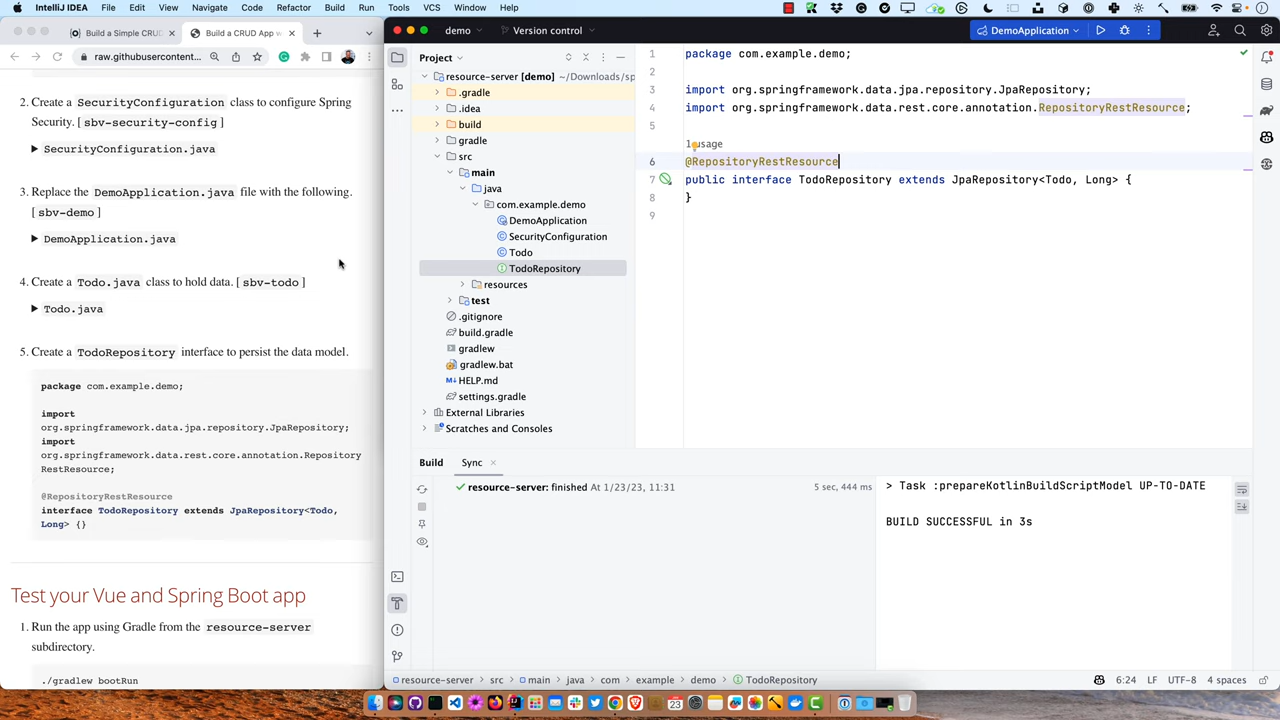 IntelliJ IDEA File Edit View Navigate Code Refactor Build Run Tools VCS Window Help
Build a Simple CRUD
Build a CRUD App w
raw.githubusercontent...
2. Create a SecurityConfiguration class to configure Spring
Security. [ sbv-security-config ]
SecurityConfiguration.java
3. Replace the DemoApplication.java file with the following.
[ sbv-demo ]
DemoApplication.java
4. Create a Todo.java class to hold data. [ sbv-todo ]
Todo.java
5. Create a TodoRepository interface to persist the data model.
package com.example.demo;
import
org.springframework.data.jpa.repository.JpaRepository;
import
org.springframework.data.rest.core.annotation.Repository
RestResource;
@RepositoryRestResource
interface TodoRepository extends JpaRepository<Todo,
Long> {}
Test your Vue and Spring Boot app
1. Run the app using Gradle from the resource-server
subdirectory.
./gradlew bootRun
demo Version control DemoApplication
Project
resource-server [demo] ~/Downloads/sp
.gradle
.idea
build
gradle
src
main
java
com.example.demo
DemoApplication
SecurityConfiguration
Todo
TodoRepository
resources
test
.gitignore
build.gradle
gradlew
gradlew.bat
HELP.md
settings.gradle
External Libraries
Scratches and Consoles
1 package com.example.demo;
2
3 import org.springframework.data.jpa.repository.JpaRepository;
4 import org.springframework.data.rest.core.annotation.RepositoryRestResource;
5
1 usage
6 @RepositoryRestResource
7 public interface TodoRepository extends JpaRepository<Todo, Long> {
8 }
9
Build Sync
resource-server: finished At 1/23/23, 11:31 5 sec, 444 ms
> Task :prepareKotlinBuildScriptModel UP-TO-DATE
BUILD SUCCESSFUL in 3s
resource-server > src > main > java > com > example > demo > TodoRepository
6:24 LF UTF-8 4 spaces